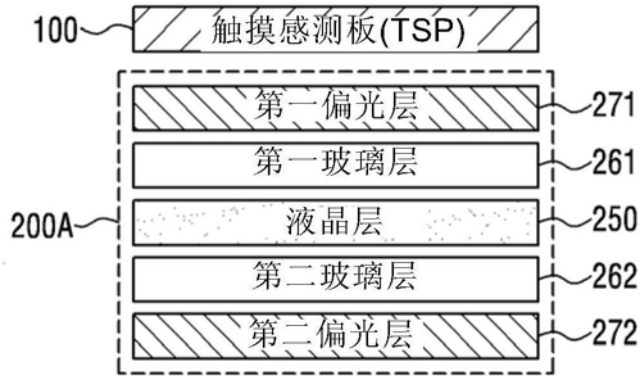 100 触摸感测板(TSP)
第一偏光层 271
第一玻璃层 261
200A 液晶层 250
第二玻璃层 262
第二偏光层 272